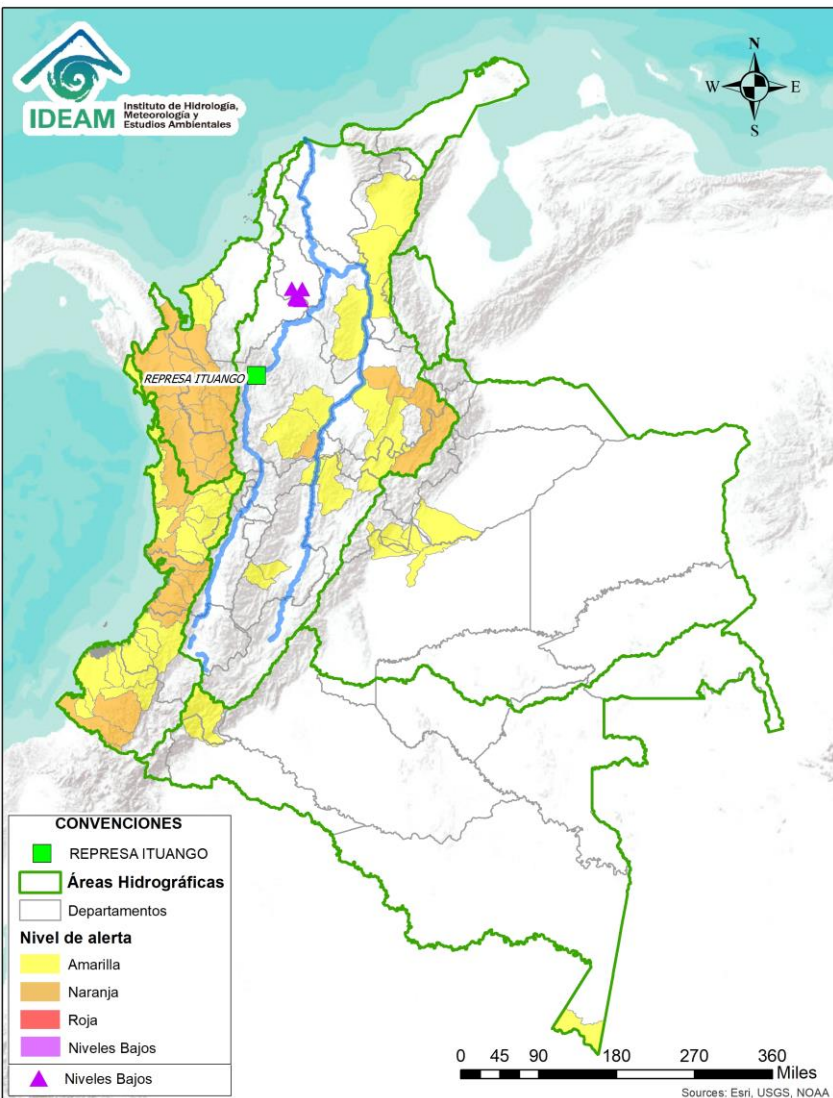 IDEAM
Instituto de Hidrología,
Meteorología y
Estudios Ambientales
N
W
E
S
REPRESA ITUANGO
CONVENCIONES
REPRESA ITUANGO
Áreas Hidrográficas
Departamentos
Nivel de alerta
Amarilla
Naranja
Roja
Niveles Bajos
Niveles Bajos
0 45 90 180 270 360
Miles
Sources: Esri, USGS, NOAA